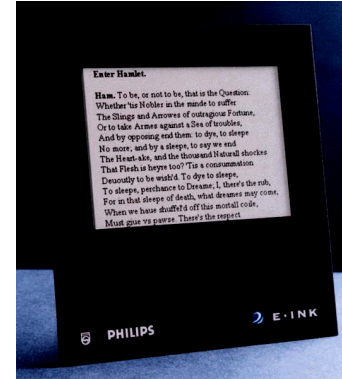 Enter Hamlet.
Ham. To be, or not to be, that is the Question:
Whether 'tis Nobler in the minde to suffer
The Slings and Arrowes of outragious Fortune,
Or to take Armes against a Sea of troubles,
And by opposing end them: to dye, to sleepe
No more; and by a sleepe, to say we end
The Heart-ake, and the thousand Naturall shockes
That Flesh is heyre too? 'Tis a consummation
Deuoutly to be wish'd. To dye to sleepe,
To sleepe, perchance to Dreame; I, there's the rub,
For in that sleepe of death, what dreames may come,
When we haue shuffel'd off this mortall coile,
Must giue vs pawse. There's the respect
PHILIPS
E·INK